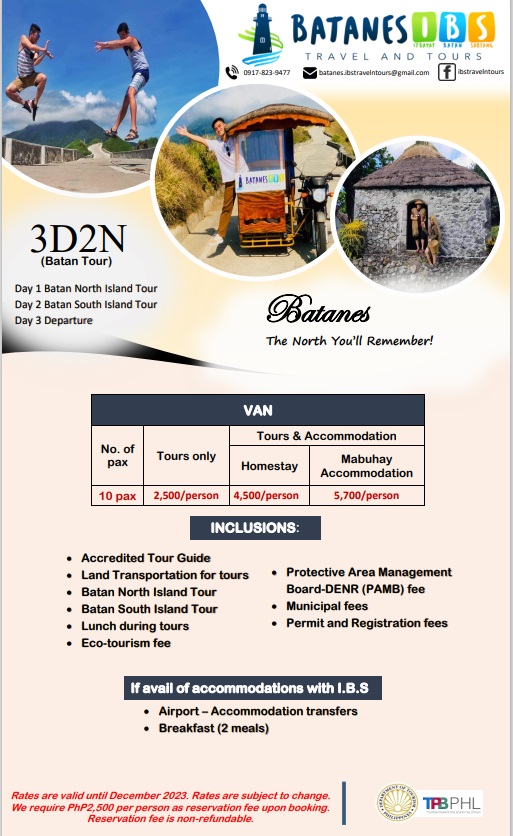 BATANES IBS
ITBAYAT BATAN SABTANG
TRAVEL AND TOURS
0917-823-9477 batanes.ibstravelntours@gmail.com ibstravelntours
BATANES IBS
3D2N
(Batan Tour)
Day 1 Batan North Island Tour
Day 2 Batan South Island Tour
Day 3 Departure
Batanes
The North You'll Remember!
VAN
No. of pax
Tours only
Tours & Accommodation
Homestay
Mabuhay Accommodation
10 pax 2,500/person 4,500/person 5,700/person
INCLUSIONS:
• Accredited Tour Guide
• Land Transportation for tours
• Batan North Island Tour
• Batan South Island Tour
• Lunch during tours
• Eco-tourism fee
• Protective Area Management
Board-DENR (PAMB) fee
• Municipal fees
• Permit and Registration fees
If avail of accommodations with I.B.S
• Airport – Accommodation transfers
• Breakfast (2 meals)
Rates are valid until December 2023. Rates are subject to change.
We require PhP2,500 per person as reservation fee upon booking.
Reservation fee is non-refundable.
TPBPHL